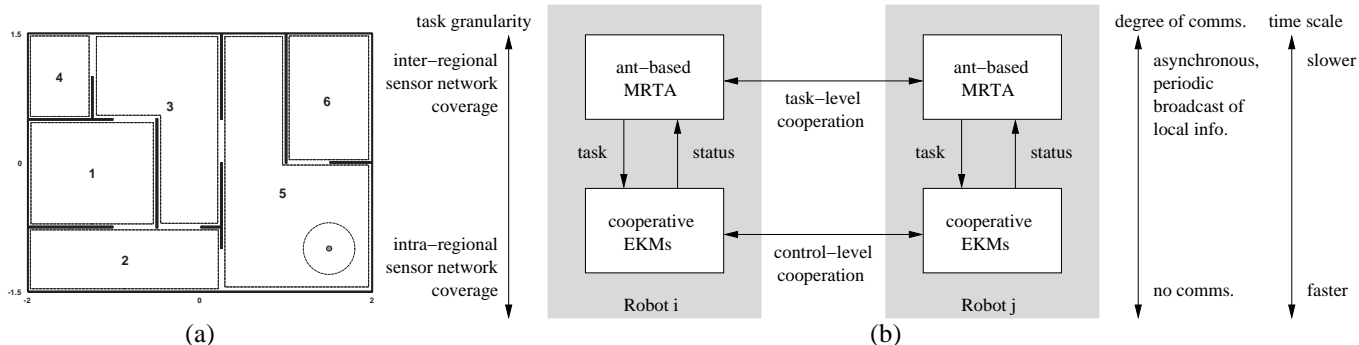 1.5
0
-1.5
-2
0
2
4
3
6
1
5
2
(a)
task granularity
inter−regional
sensor network
coverage
intra−regional
sensor network
coverage
ant−based
MRTA
task
status
cooperative
EKMs
Robot i
task−level
cooperation
control−level
cooperation
ant−based
MRTA
task
status
cooperative
EKMs
Robot j
(b)
degree of comms.
asynchronous,
periodic
broadcast of
local info.
no comms.
time scale
slower
faster